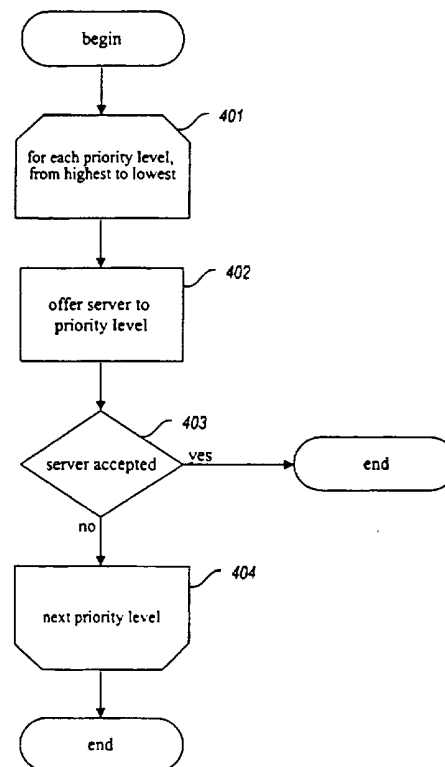 begin
401
for each priority level,
from highest to lowest
402
offer server to
priority level
403
server accepted
yes
end
no
404
next priority level
end